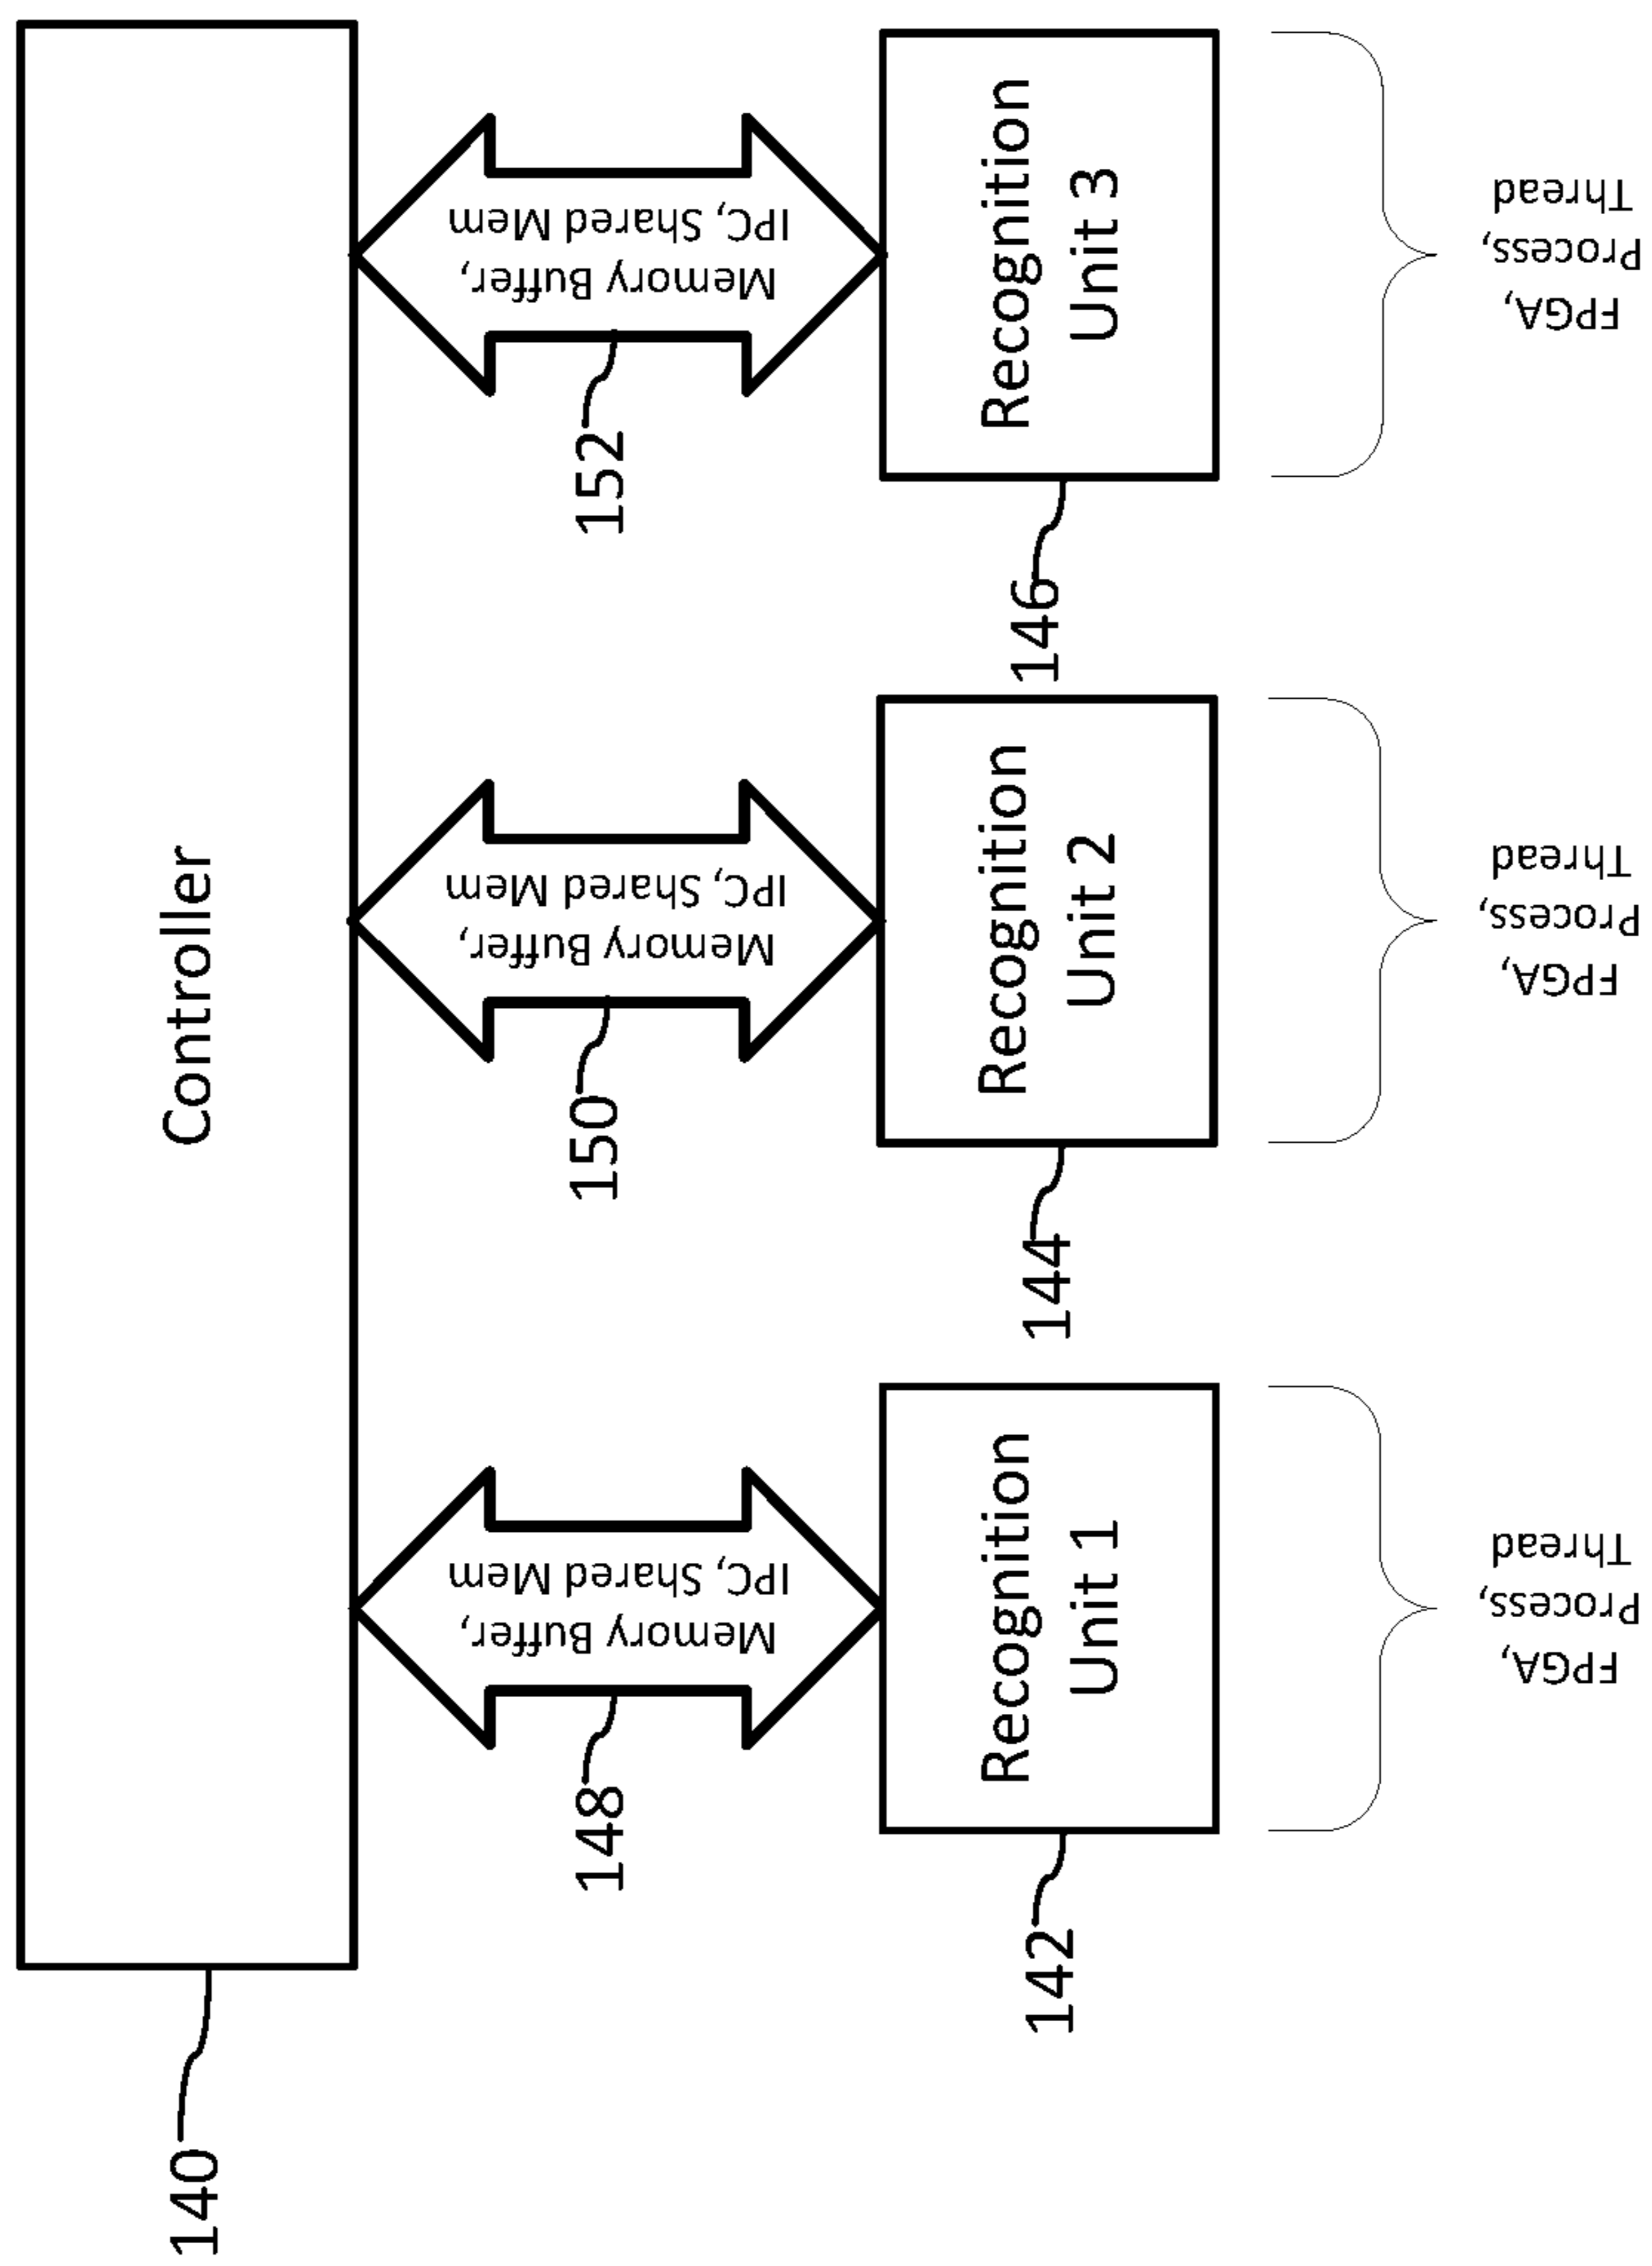 Controller
140
Memory Buffer,
IPC, Shared Mem
148
Memory Buffer,
IPC, Shared Mem
150
Memory Buffer,
IPC, Shared Mem
152
Recognition
Unit 1
142
Recognition
Unit 2
144
Recognition
Unit 3
146
FPGA,
Process,
Thread
FPGA,
Process,
Thread
FPGA,
Process,
Thread